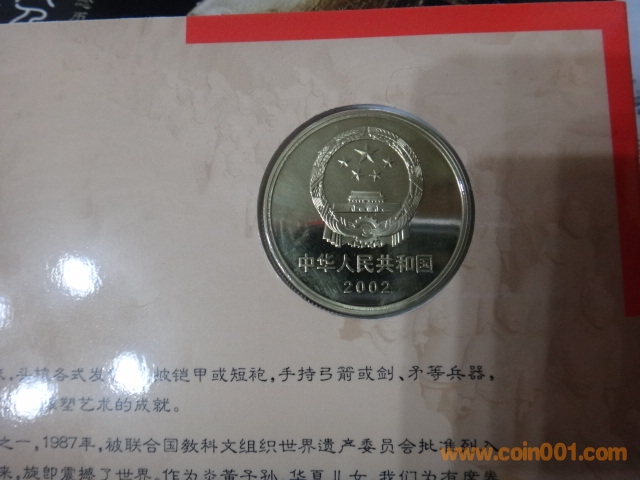 中华人民共和国
2002
各式发 披铠甲或短袍，手持弓箭或剑、矛等兵器，
塑艺术的成就。
之一，1987年，被联合国教科文组织世界遗产委员会批准列入
来，旋即震撼了世界。作为炎黄子孙、华夏儿女，我们为有
www.coin001.com